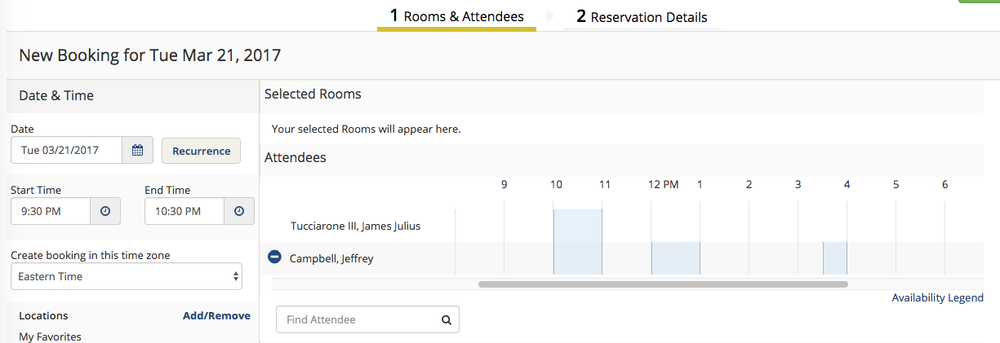 1 Rooms & Attendees
2 Reservation Details
New Booking for Tue Mar 21, 2017
Date & Time
Date
Tue 03/21/2017
Recurrence
Start Time
End Time
9:30 PM
10:30 PM
Create booking in this time zone
Eastern Time
Locations
Add/Remove
My Favorites
Selected Rooms
Your selected Rooms will appear here.
Attendees
9 10 11 12 PM 1 2 3 4 5 6
Tucciarone III, James Julius
Campbell, Jeffrey
Availability Legend
Find Attendee